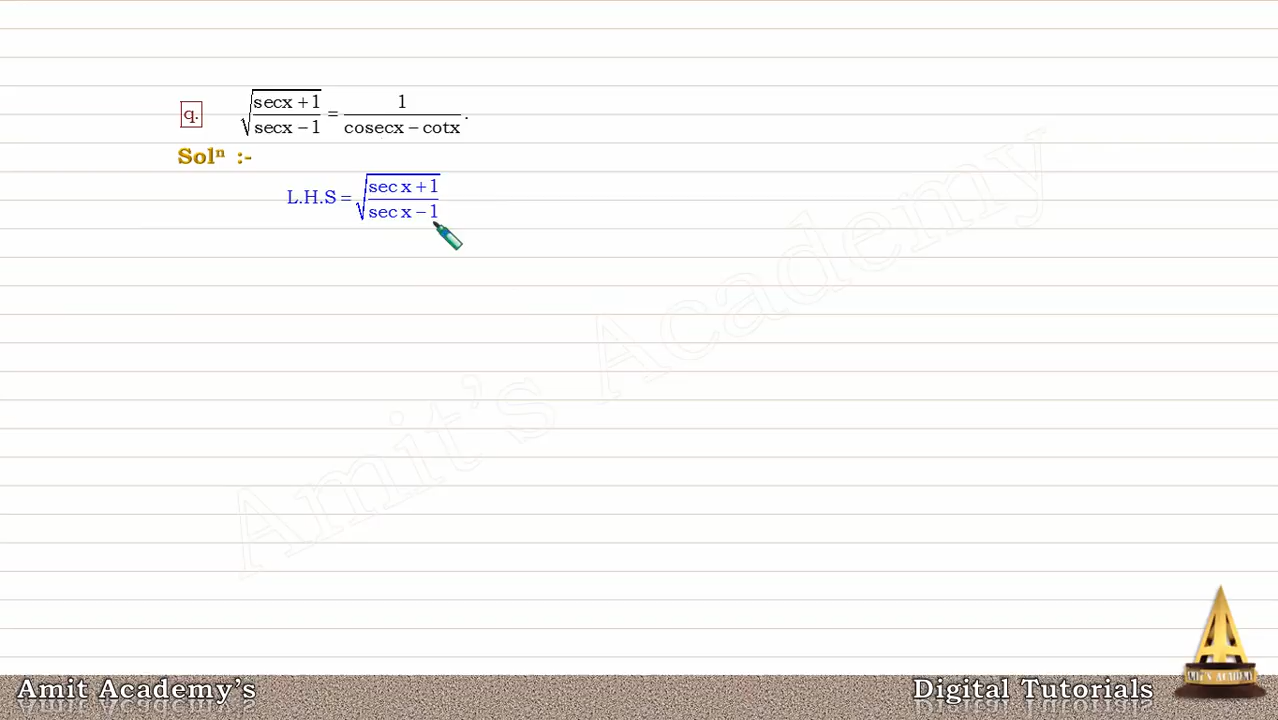 q. √((secx + 1)/(secx − 1)) = 1/(cosecx − cotx).
Solⁿ :-
L.H.S = √((sec x + 1)/(sec x − 1))
Amit's Academy
AMIT'S ACADEMY
Amit Academy's Digital Tutorials